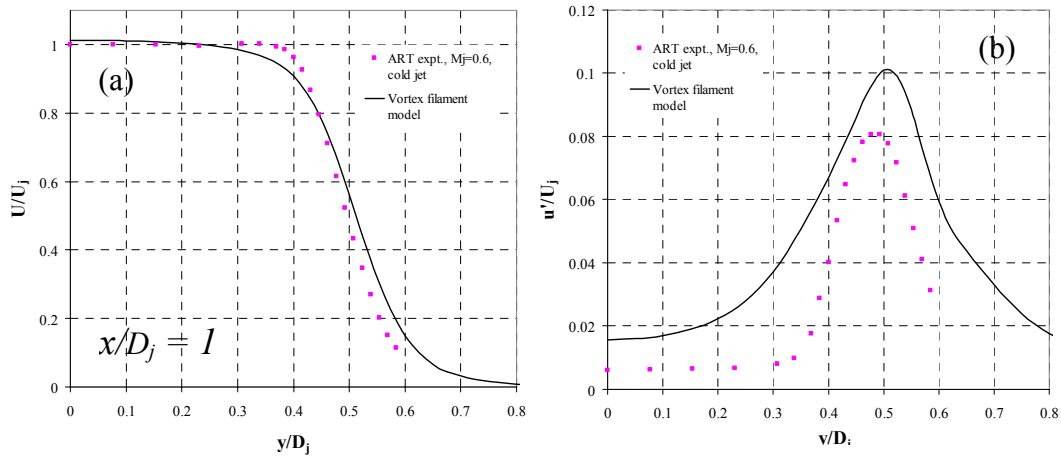 (a)
ART expt., Mj=0.6,
cold jet
Vortex filament
model
U/Uj
1
0.8
0.6
0.4
0.2
0
x/Dj = 1
0 0.1 0.2 0.3 0.4 0.5 0.6 0.7 0.8
y/Dj
(b)
ART expt., Mj=0.6,
cold jet
Vortex filament
model
u'/Uj
0.12
0.1
0.08
0.06
0.04
0.02
0
0 0.1 0.2 0.3 0.4 0.5 0.6 0.7 0.8
y/Dj